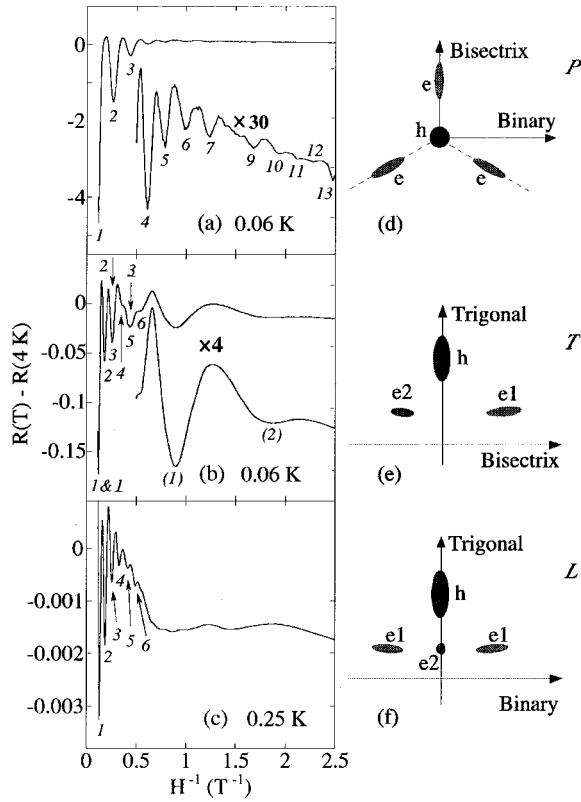 R(T) - R(4 K)
0
-2
-4
1
2
3
4
5
6
7
×30
9
10
11
12
13
(a) 0.06 K
0
-0.05
-0.10
-0.15
2
3
2
3
4
5
6
×4
1&1
(1)
(2)
(b) 0.06 K
0
-0.001
-0.002
-0.003
1
2
3
4
5
6
(c) 0.25 K
0 0.5 1 1.5 2 2.5
H⁻¹ (T⁻¹)
Bisectrix
P
e
h
Binary
e
e
(d)
Trigonal
T
h
e2
e1
(e)
Bisectrix
Trigonal
L
h
e1
e1
e2
(f)
Binary